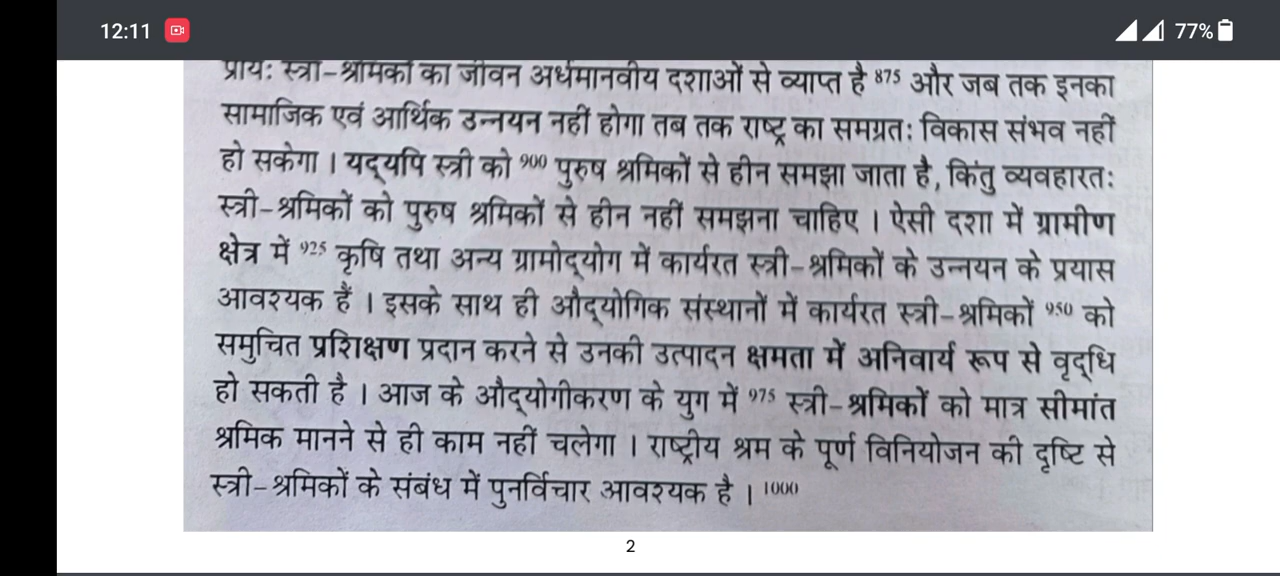 12:11
77%
प्रायः स्त्री-श्रमिकों का जीवन अर्धमानवीय दशाओं से व्याप्त है 875 और जब तक इनका
सामाजिक एवं आर्थिक उन्नयन नहीं होगा तब तक राष्ट्र का समग्रतः विकास संभव नहीं
हो सकेगा । यद्यपि स्त्री को 900 पुरुष श्रमिकों से हीन समझा जाता है, किंतु व्यवहारतः
स्त्री-श्रमिकों को पुरुष श्रमिकों से हीन नहीं समझना चाहिए । ऐसी दशा में ग्रामीण
क्षेत्र में 925 कृषि तथा अन्य ग्रामोद्योग में कार्यरत स्त्री-श्रमिकों के उन्नयन के प्रयास
आवश्यक हैं । इसके साथ ही औद्योगिक संस्थानों में कार्यरत स्त्री-श्रमिकों 950 को
समुचित प्रशिक्षण प्रदान करने से उनकी उत्पादन क्षमता में अनिवार्य रूप से वृद्धि
हो सकती है । आज के औद्योगीकरण के युग में 975 स्त्री-श्रमिकों को मात्र सीमांत
श्रमिक मानने से ही काम नहीं चलेगा । राष्ट्रीय श्रम के पूर्ण विनियोजन की दृष्टि से
स्त्री-श्रमिकों के संबंध में पुनर्विचार आवश्यक है । 1000
2